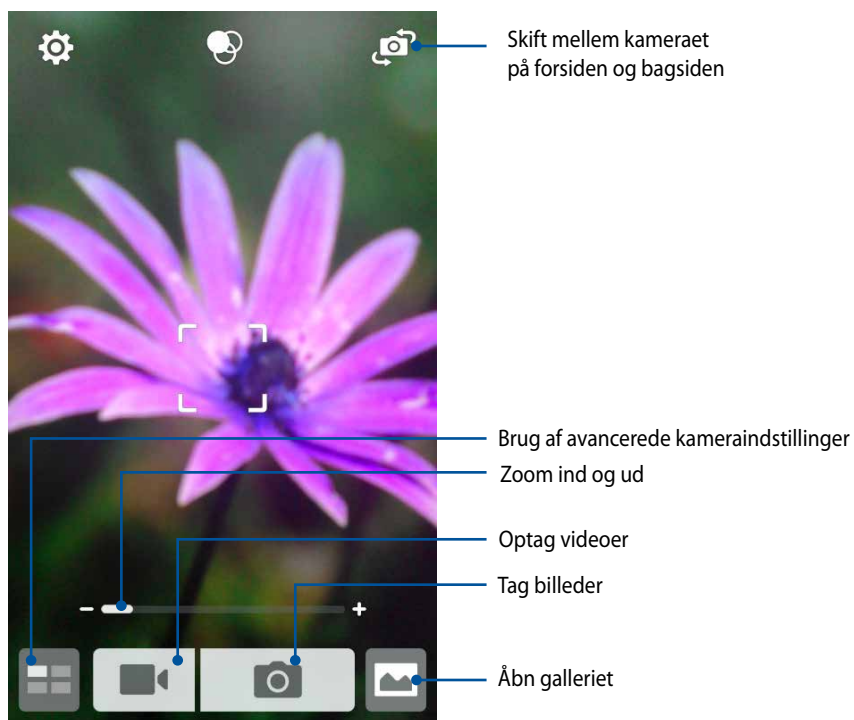 Skift mellem kameraet
på forsiden og bagsiden
Brug af avancerede kameraindstillinger
Zoom ind og ud
Optag videoer
Tag billeder
Åbn galleriet